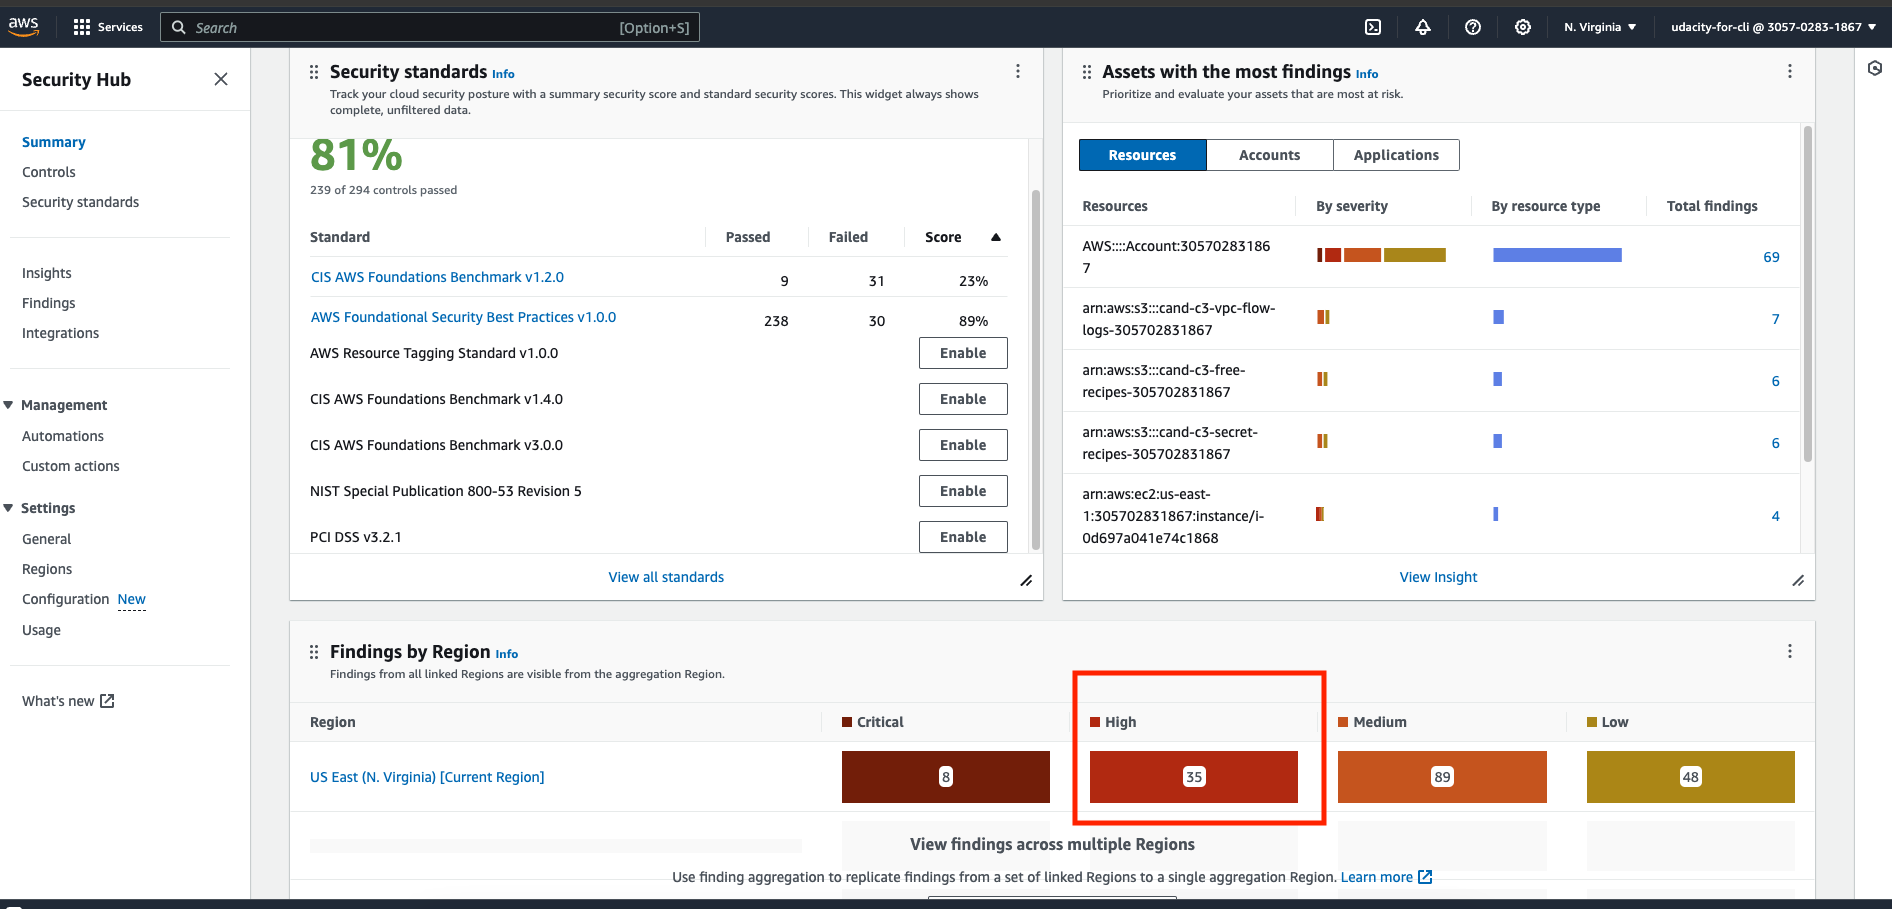 aws
Services
Search
[Option+S]
N. Virginia
udacity-for-cli @ 3057-0283-1867
Security Hub
Summary
Controls
Security standards
Insights
Findings
Integrations
Management
Automations
Custom actions
Settings
General
Regions
Configuration New
Usage
What's new
Security standards Info
Track your cloud security posture with a summary security score and standard security scores. This widget always shows
complete, unfiltered data.
81%
239 of 294 controls passed
Standard Passed Failed Score
CIS AWS Foundations Benchmark v1.2.0 9 31 23%
AWS Foundational Security Best Practices v1.0.0 238 30 89%
AWS Resource Tagging Standard v1.0.0 Enable
CIS AWS Foundations Benchmark v1.4.0 Enable
CIS AWS Foundations Benchmark v3.0.0 Enable
NIST Special Publication 800-53 Revision 5 Enable
PCI DSS v3.2.1 Enable
View all standards
Assets with the most findings Info
Prioritize and evaluate your assets that are most at risk.
Resources Accounts Applications
Resources By severity By resource type Total findings
AWS::::Account:30570283186
7
69
arn:aws:s3:::cand-c3-vpc-flow-
logs-305702831867
7
arn:aws:s3:::cand-c3-free-
recipes-305702831867
6
arn:aws:s3:::cand-c3-secret-
recipes-305702831867
6
arn:aws:ec2:us-east-
1:305702831867:instance/i-
0d697a041e74c1868
4
View Insight
Findings by Region Info
Findings from all linked Regions are visible from the aggregation Region.
Region Critical High Medium Low
US East (N. Virginia) [Current Region] 8 35 89 48
View findings across multiple Regions
Use finding aggregation to replicate findings from a set of linked Regions to a single aggregation Region. Learn more